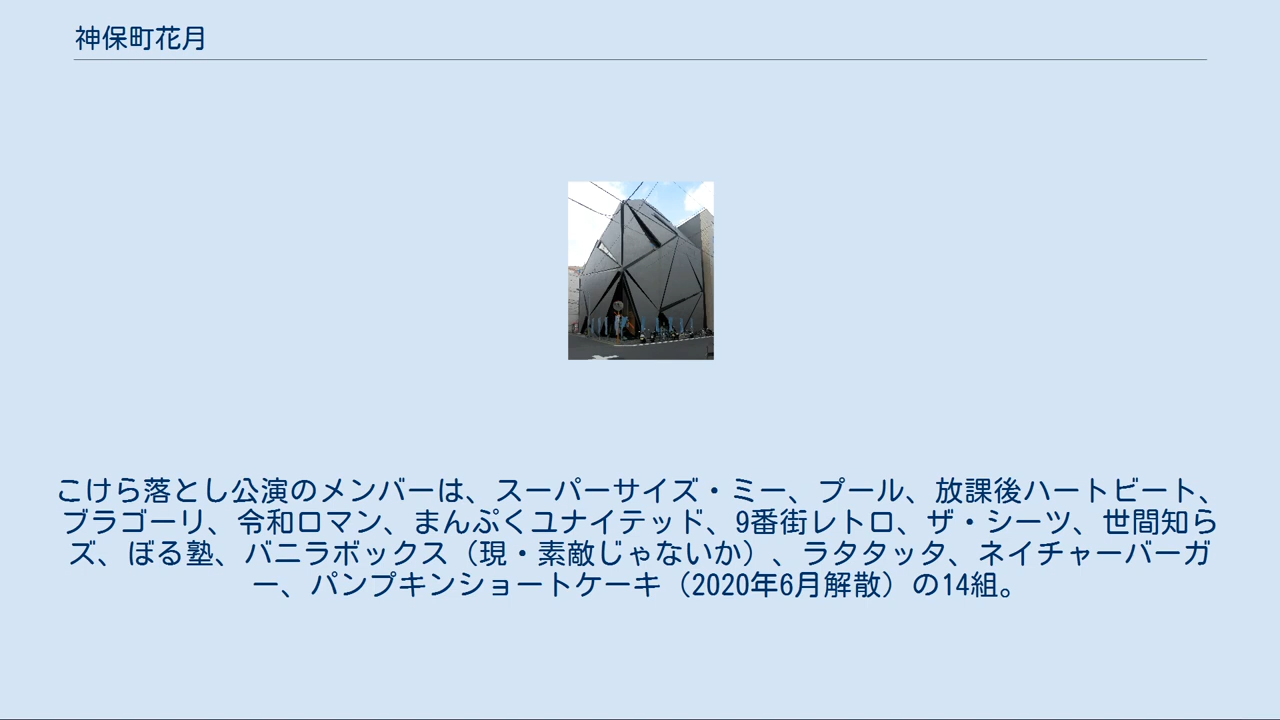 神保町花月
こけら落とし公演のメンバーは、スーパーサイズ・ミー、プール、放課後ハートビート、
ブラゴーリ、令和ロマン、まんぷくユナイテッド、9番街レトロ、ザ・シーツ、世間知ら
ズ、ぼる塾、バニラボックス（現・素敵じゃないか）、ラタタッタ、ネイチャーバーガ
ー、パンプキンショートケーキ（2020年6月解散）の14組。